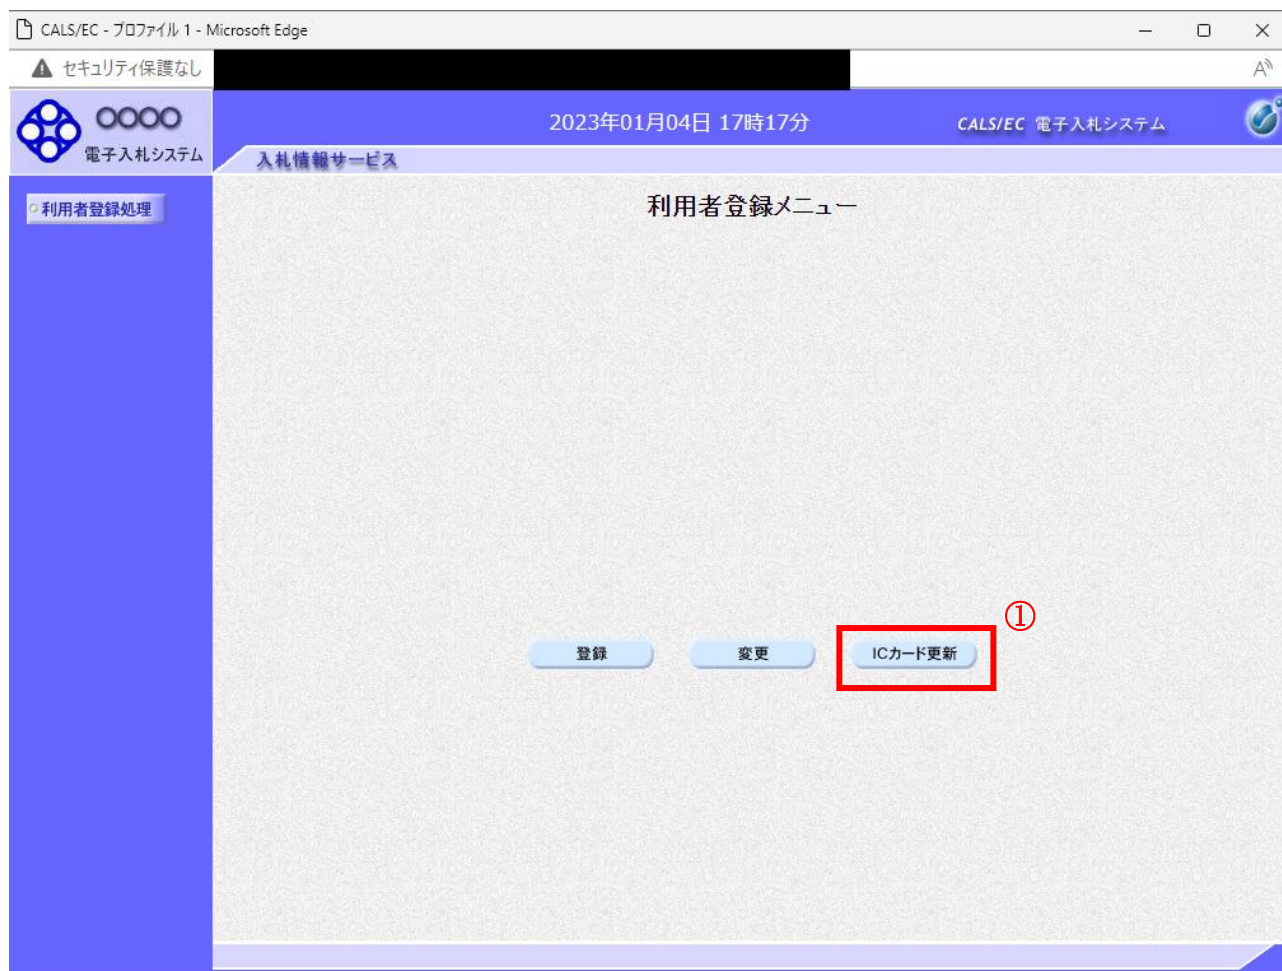 CALS/EC - プロファイル 1 - Microsoft Edge
セキュリティ保護なし
〇〇〇〇
電子入札システム
2023年01月04日 17時17分
CALS/EC 電子入札システム
入札情報サービス
利用者登録処理
利用者登録メニュー
①
登録
変更
ICカード更新